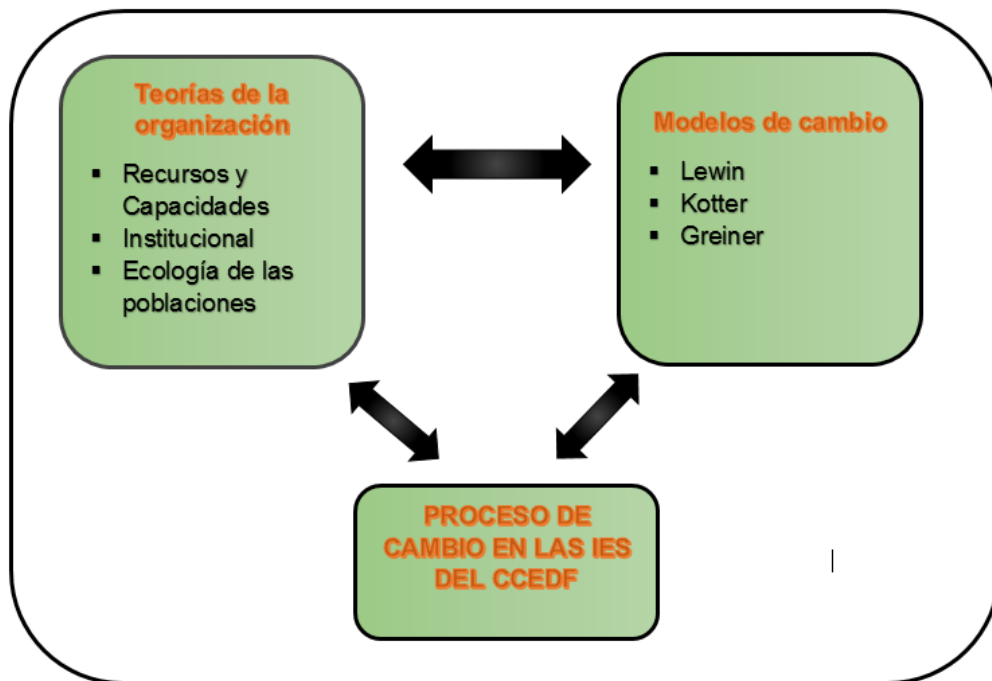 Teorías de la
organización
▪ Recursos y
Capacidades
▪ Institucional
▪ Ecología de las
poblaciones
Modelos de cambio
▪ Lewin
▪ Kotter
▪ Greiner
PROCESO DE
CAMBIO EN LAS IES
DEL CCEDF